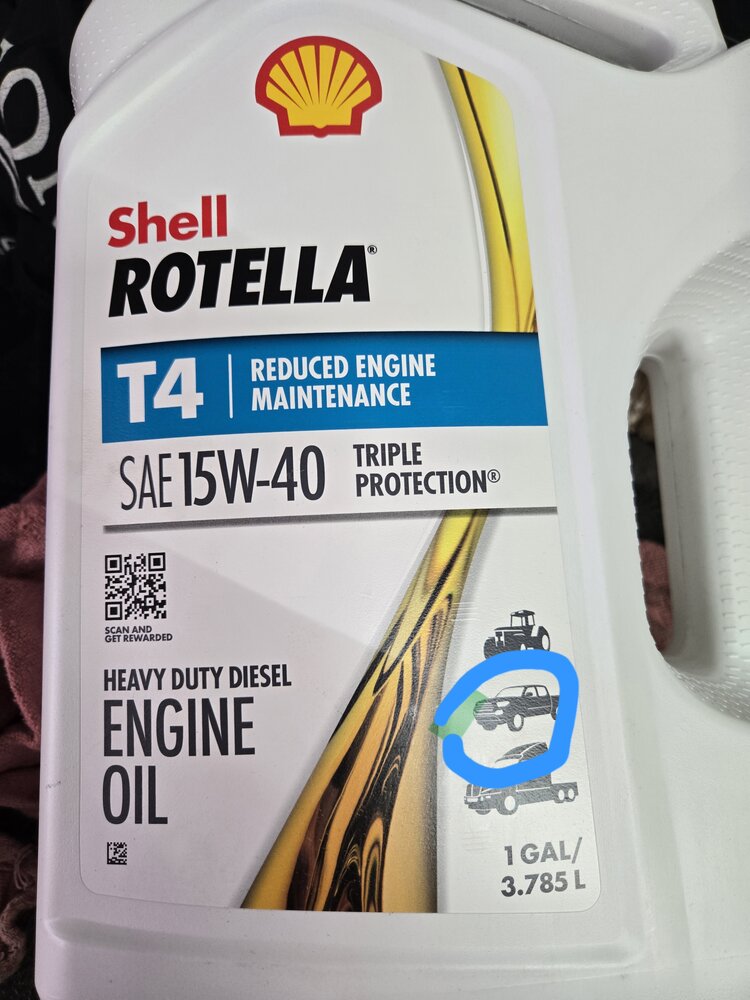 Shell
ROTELLA®
T4
REDUCED ENGINE
MAINTENANCE
SAE 15W-40
TRIPLE
PROTECTION®
SCAN AND
GET REWARDED
HEAVY DUTY DIESEL
ENGINE
OIL
1 GAL/
3.785 L